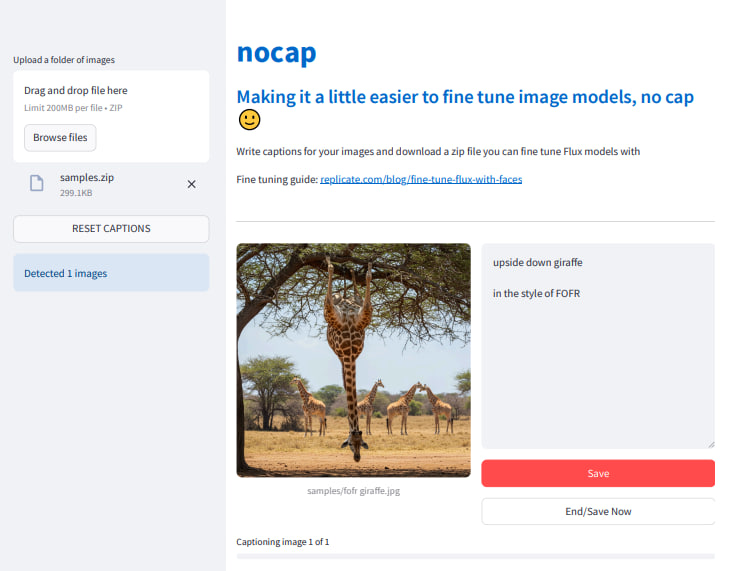 Upload a folder of images
Drag and drop file here
Limit 200MB per file • ZIP
Browse files
samples.zip
299.1KB
RESET CAPTIONS
Detected 1 images
nocap
Making it a little easier to fine tune image models, no cap
🙂
Write captions for your images and download a zip file you can fine tune Flux models with
Fine tuning guide: replicate.com/blog/fine-tune-flux-with-faces
upside down giraffe
in the style of FOFR
samples/fofr giraffe.jpg
Save
End/Save Now
Captioning image 1 of 1